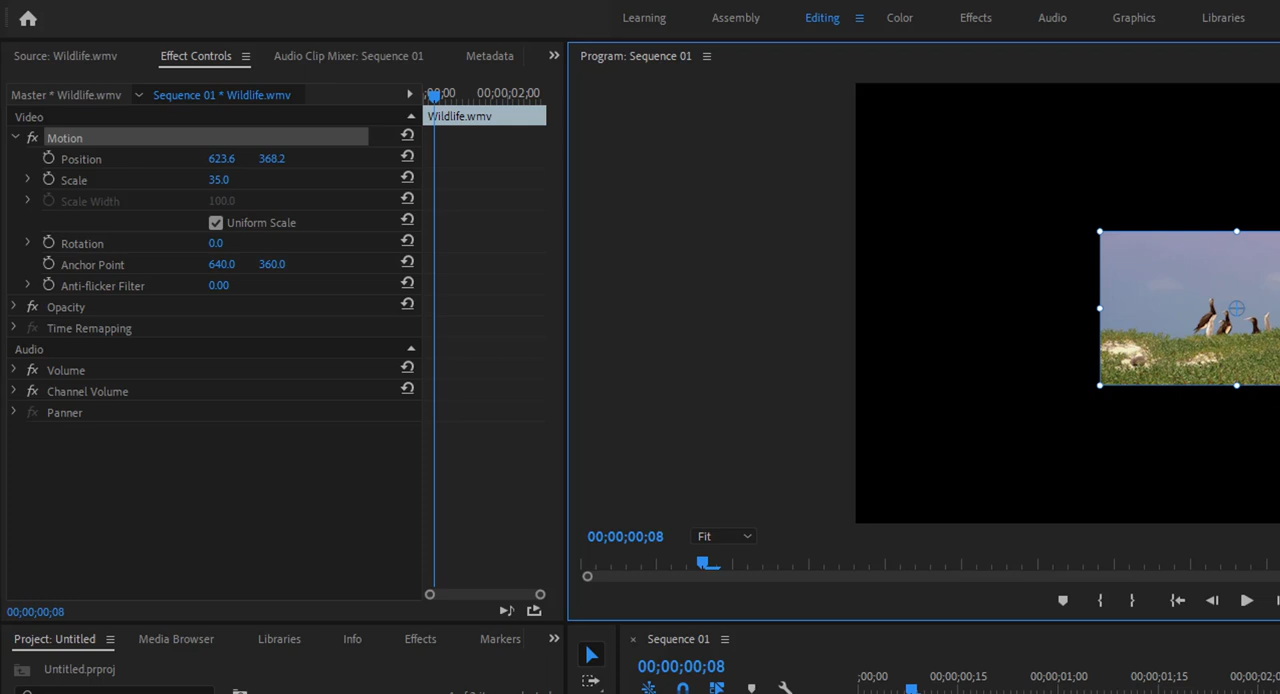 Learning Assembly Editing Color Effects Audio Graphics Libraries
Source: Wildlife.wmv Effect Controls Audio Clip Mixer: Sequence 01 Metadata
Program: Sequence 01
Master * Wildlife.wmv Sequence 01 * Wildlife.wmv
;00;00 00;00;02;00
Video
Wildlife.wmv
fx Motion
Position 623.6 368.2
Scale 35.0
Scale Width 100.0
Uniform Scale
Rotation 0.0
Anchor Point 640.0 360.0
Anti-flicker Filter 0.00
fx Opacity
fx Time Remapping
Audio
fx Volume
fx Channel Volume
fx Panner
00;00;00;08 Fit
00;00;00;08
Project: Untitled Media Browser Libraries Info Effects Markers
Untitled.prproj
× Sequence 01
00;00;00;08
;00;00 00;00;00;15 00;00;01;00 00;00;01;15 00;00;02;0